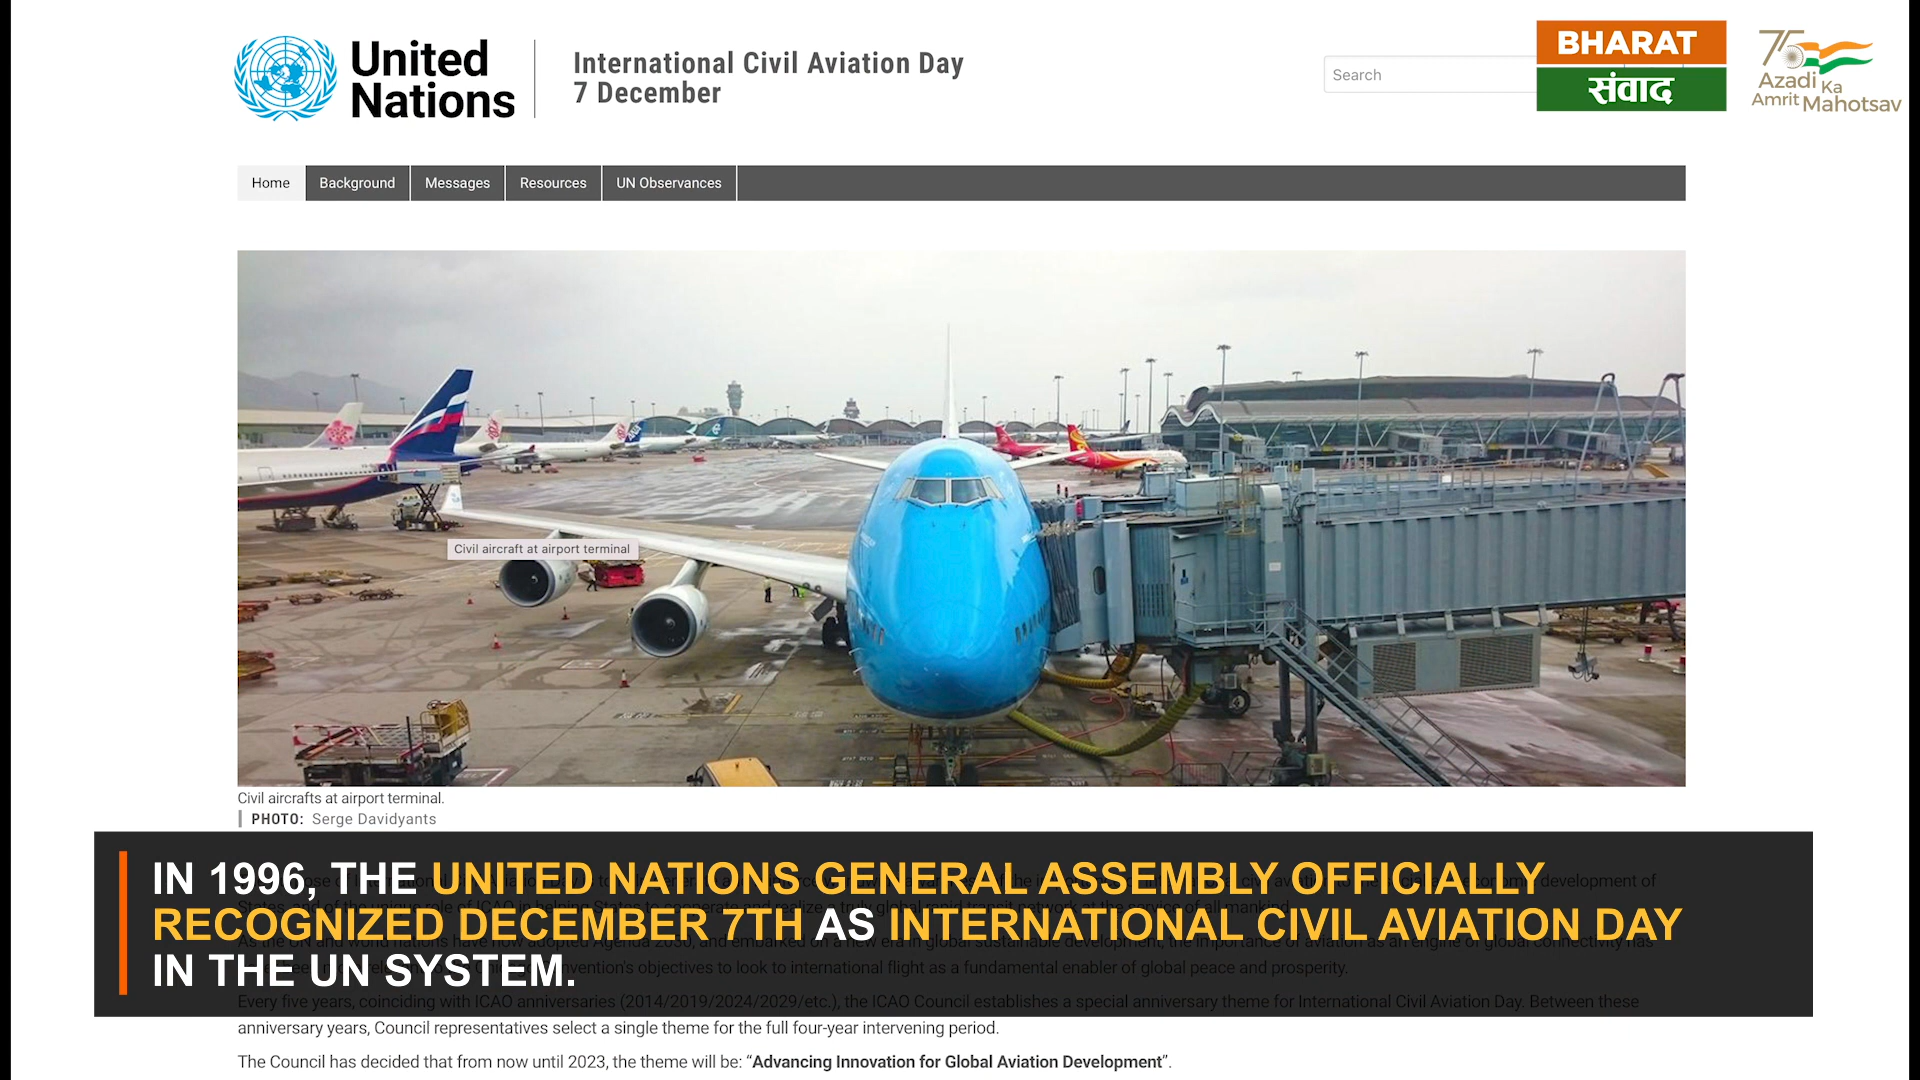 United
Nations
International Civil Aviation Day
7 December
Search
BHARAT
संवाद
75
Azadi Ka
Amrit Mahotsav
Home
Background
Messages
Resources
UN Observances
Civil aircraft at airport terminal
Civil aircrafts at airport terminal.
PHOTO: Serge Davidyants
IN 1996, THE UNITED NATIONS GENERAL ASSEMBLY OFFICIALLY
RECOGNIZED DECEMBER 7TH AS INTERNATIONAL CIVIL AVIATION DAY
IN THE UN SYSTEM.
Every five years, coinciding with ICAO anniversaries (2014/2019/2024/2029/etc.), the ICAO Council establishes a special anniversary theme for International Civil Aviation Day. Between these
anniversary years, Council representatives select a single theme for the full four-year intervening period.
The Council has decided that from now until 2023, the theme will be: “Advancing Innovation for Global Aviation Development”.